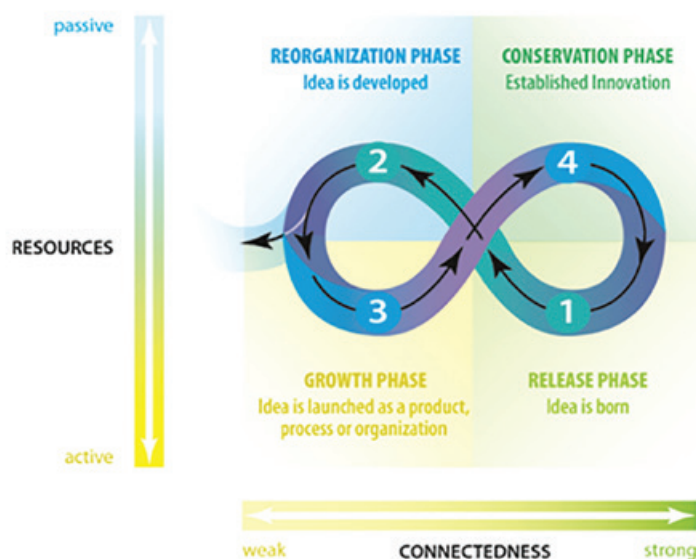 passive
REORGANIZATION PHASE
Idea is developed
CONSERVATION PHASE
Established Innovation
2
4
RESOURCES
3
1
GROWTH PHASE
Idea is launched as a product,
process or organization
RELEASE PHASE
Idea is born
active
weak
CONNECTEDNESS
strong